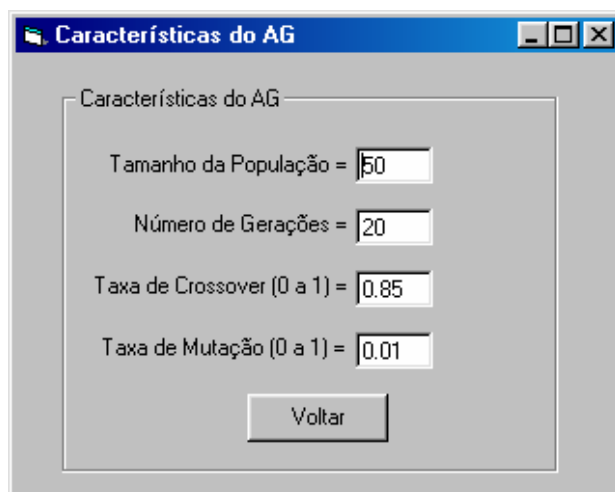 Características do AG
Características do AG
Tamanho da População = 50
Número de Gerações = 20
Taxa de Crossover (0 a 1) = 0.85
Taxa de Mutação (0 a 1) = 0.01
Voltar